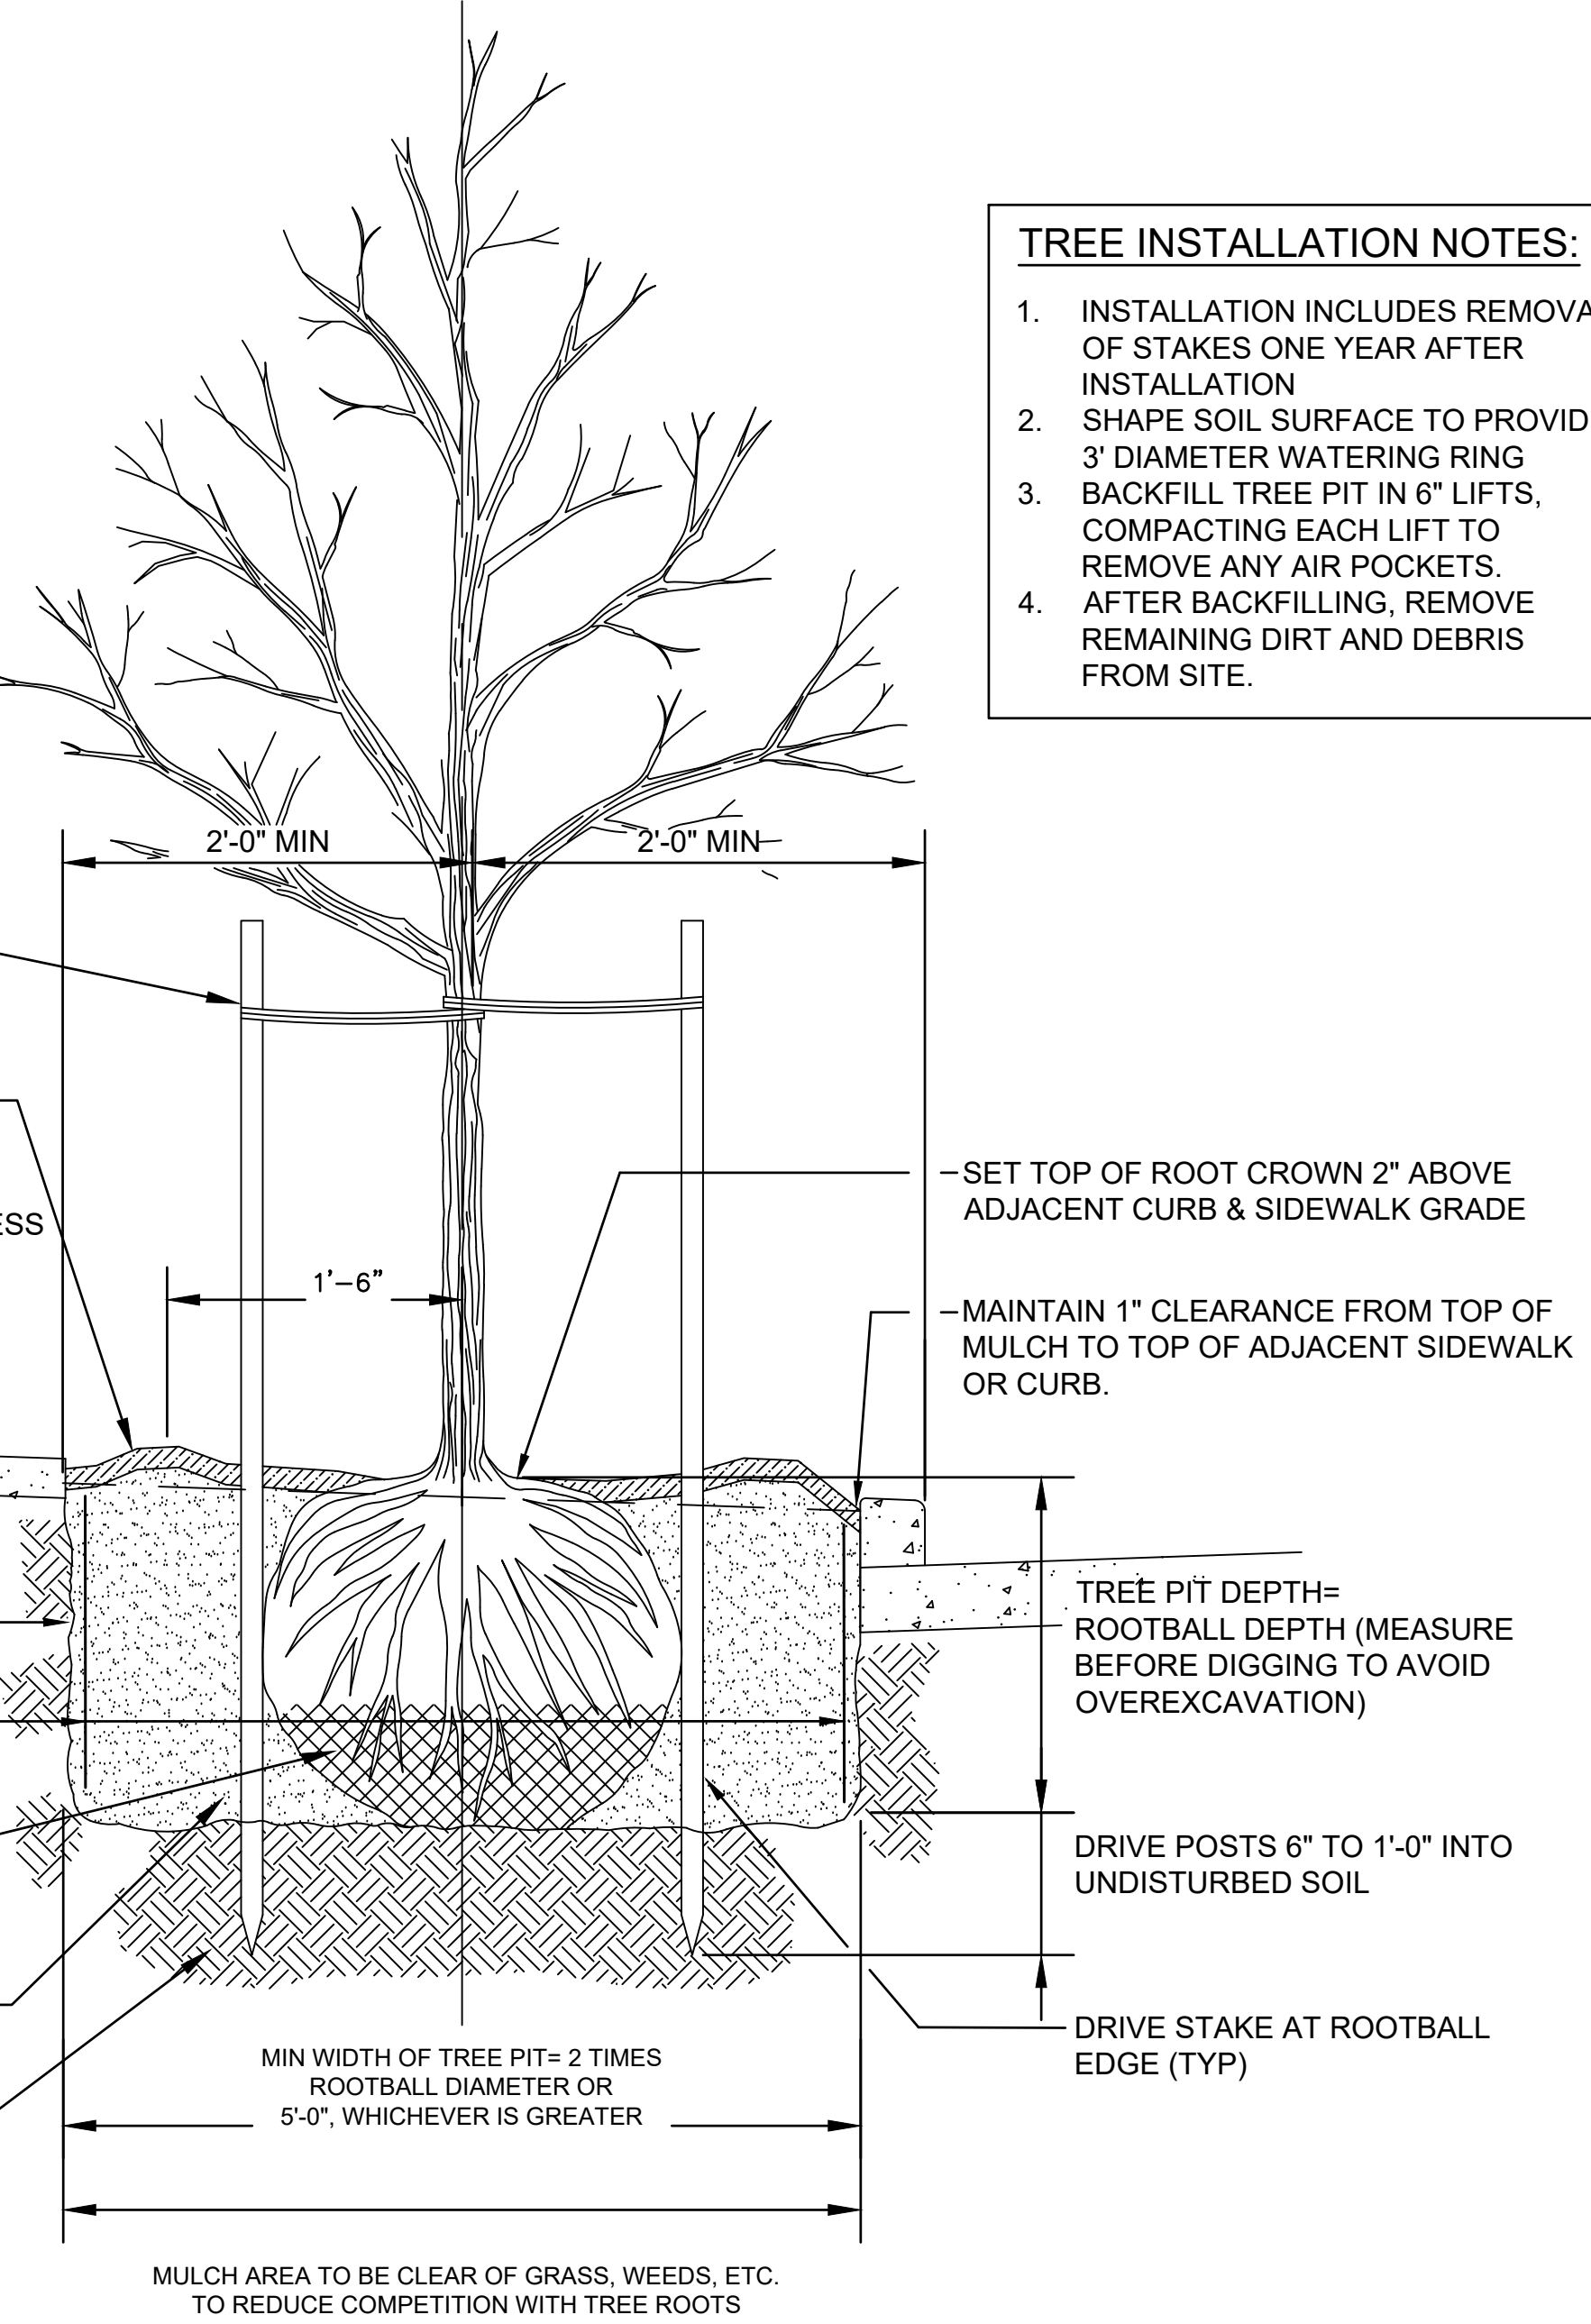 TREE INSTALLATION NOTES:
1. INSTALLATION INCLUDES REMOVA
OF STAKES ONE YEAR AFTER
INSTALLATION
2. SHAPE SOIL SURFACE TO PROVID
3' DIAMETER WATERING RING
3. BACKFILL TREE PIT IN 6" LIFTS,
COMPACTING EACH LIFT TO
REMOVE ANY AIR POCKETS.
4. AFTER BACKFILLING, REMOVE
REMAINING DIRT AND DEBRIS
FROM SITE.
2'-0" MIN
2'-0" MIN
SET TOP OF ROOT CROWN 2" ABOVE
ADJACENT CURB & SIDEWALK GRADE
ESS
1'-6"
MAINTAIN 1" CLEARANCE FROM TOP OF
MULCH TO TOP OF ADJACENT SIDEWALK
OR CURB.
TREE PIT DEPTH=
ROOTBALL DEPTH (MEASURE
BEFORE DIGGING TO AVOID
OVEREXCAVATION)
DRIVE POSTS 6" TO 1'-0" INTO
UNDISTURBED SOIL
DRIVE STAKE AT ROOTBALL
EDGE (TYP)
MIN WIDTH OF TREE PIT= 2 TIMES
ROOTBALL DIAMETER OR
5'-0", WHICHEVER IS GREATER
MULCH AREA TO BE CLEAR OF GRASS, WEEDS, ETC.
TO REDUCE COMPETITION WITH TREE ROOTS